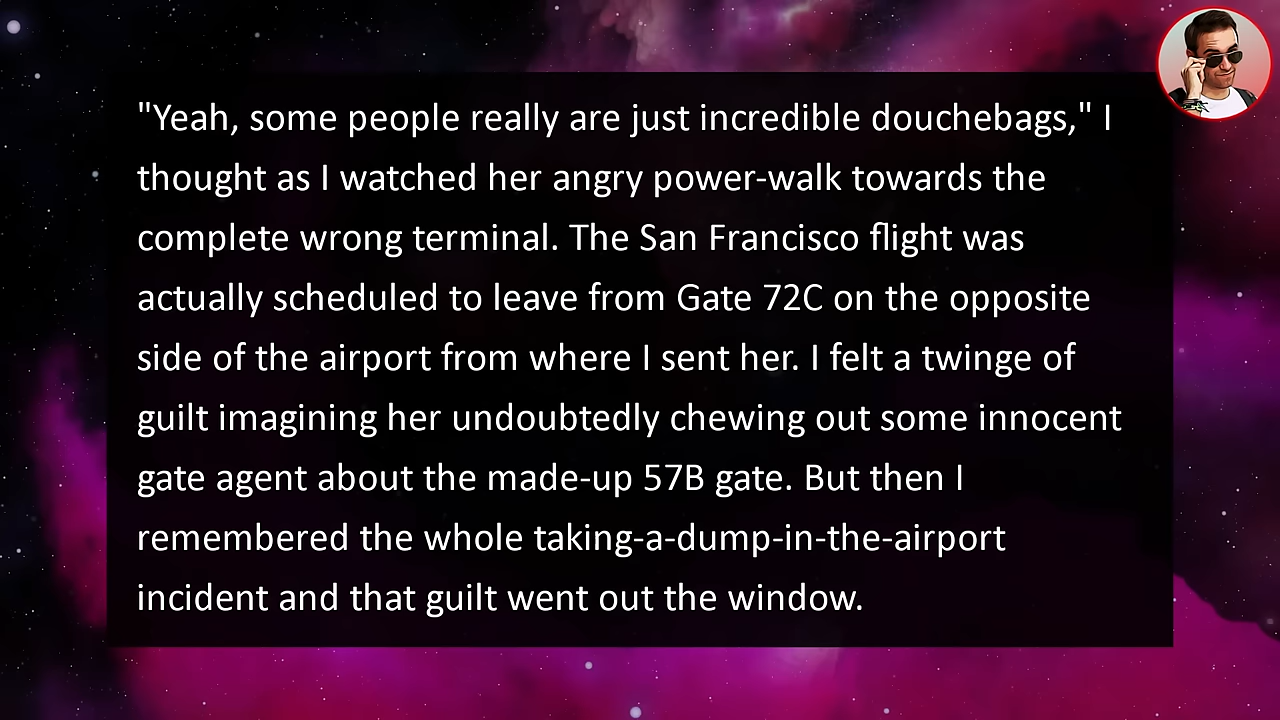 "Yeah, some people really are just incredible douchebags," I
thought as I watched her angry power-walk towards the
complete wrong terminal. The San Francisco flight was
actually scheduled to leave from Gate 72C on the opposite
side of the airport from where I sent her. I felt a twinge of
guilt imagining her undoubtedly chewing out some innocent
gate agent about the made-up 57B gate. But then I
remembered the whole taking-a-dump-in-the-airport
incident and that guilt went out the window.